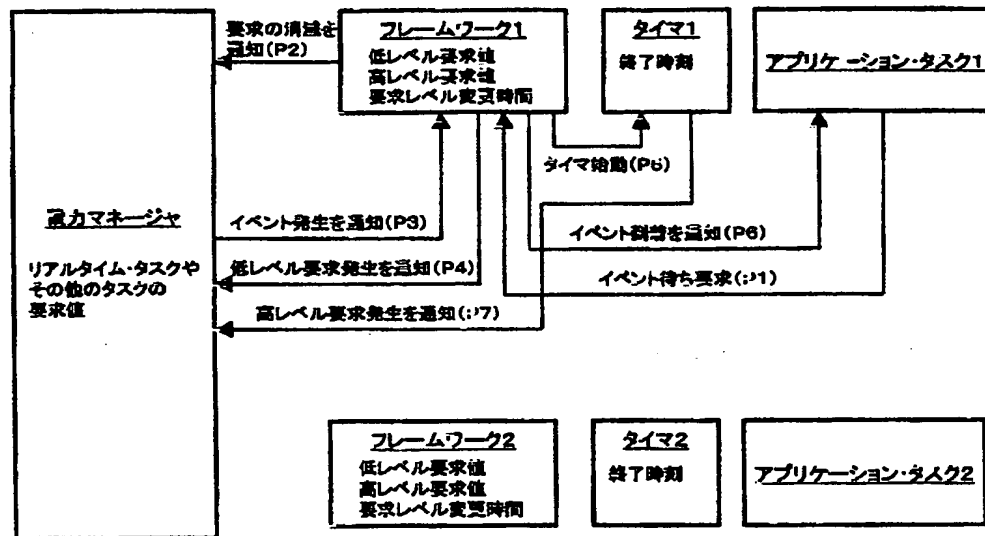 要求の消滅を
通知(P2)
フレームワーク1
低レベル要求値
高レベル要求値
要求レベル変更時間
タイマ1
終了時刻
アプリケーション・タスク1
タイマ始動(P5)
電力マネージャ
リアルタイム・タスクや
その他のタスクの
要求値
イベント発生を通知(P3)
イベント到着を通知(P6)
低レベル要求発生を通知(P4)
イベント待ち要求(P1)
高レベル要求発生を通知(P7)
フレームワーク2
低レベル要求値
高レベル要求値
要求レベル変更時間
タイマ2
終了時刻
アプリケーション・タスク2